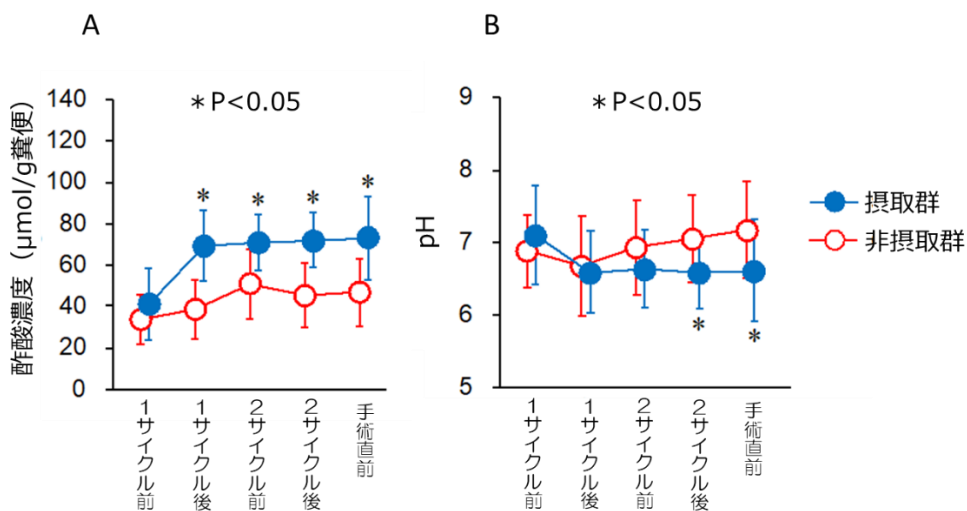 A
＊P<0.05
酢酸濃度（μmol/g糞便）
140
120
100
80
60
40
20
0
*
*
*
*
1サイクル前
1サイクル後
2サイクル前
2サイクル後
手術直前
B
＊P<0.05
pH
9
8
7
6
5
*
*
1サイクル前
1サイクル後
2サイクル前
2サイクル後
手術直前
摂取群
非摂取群